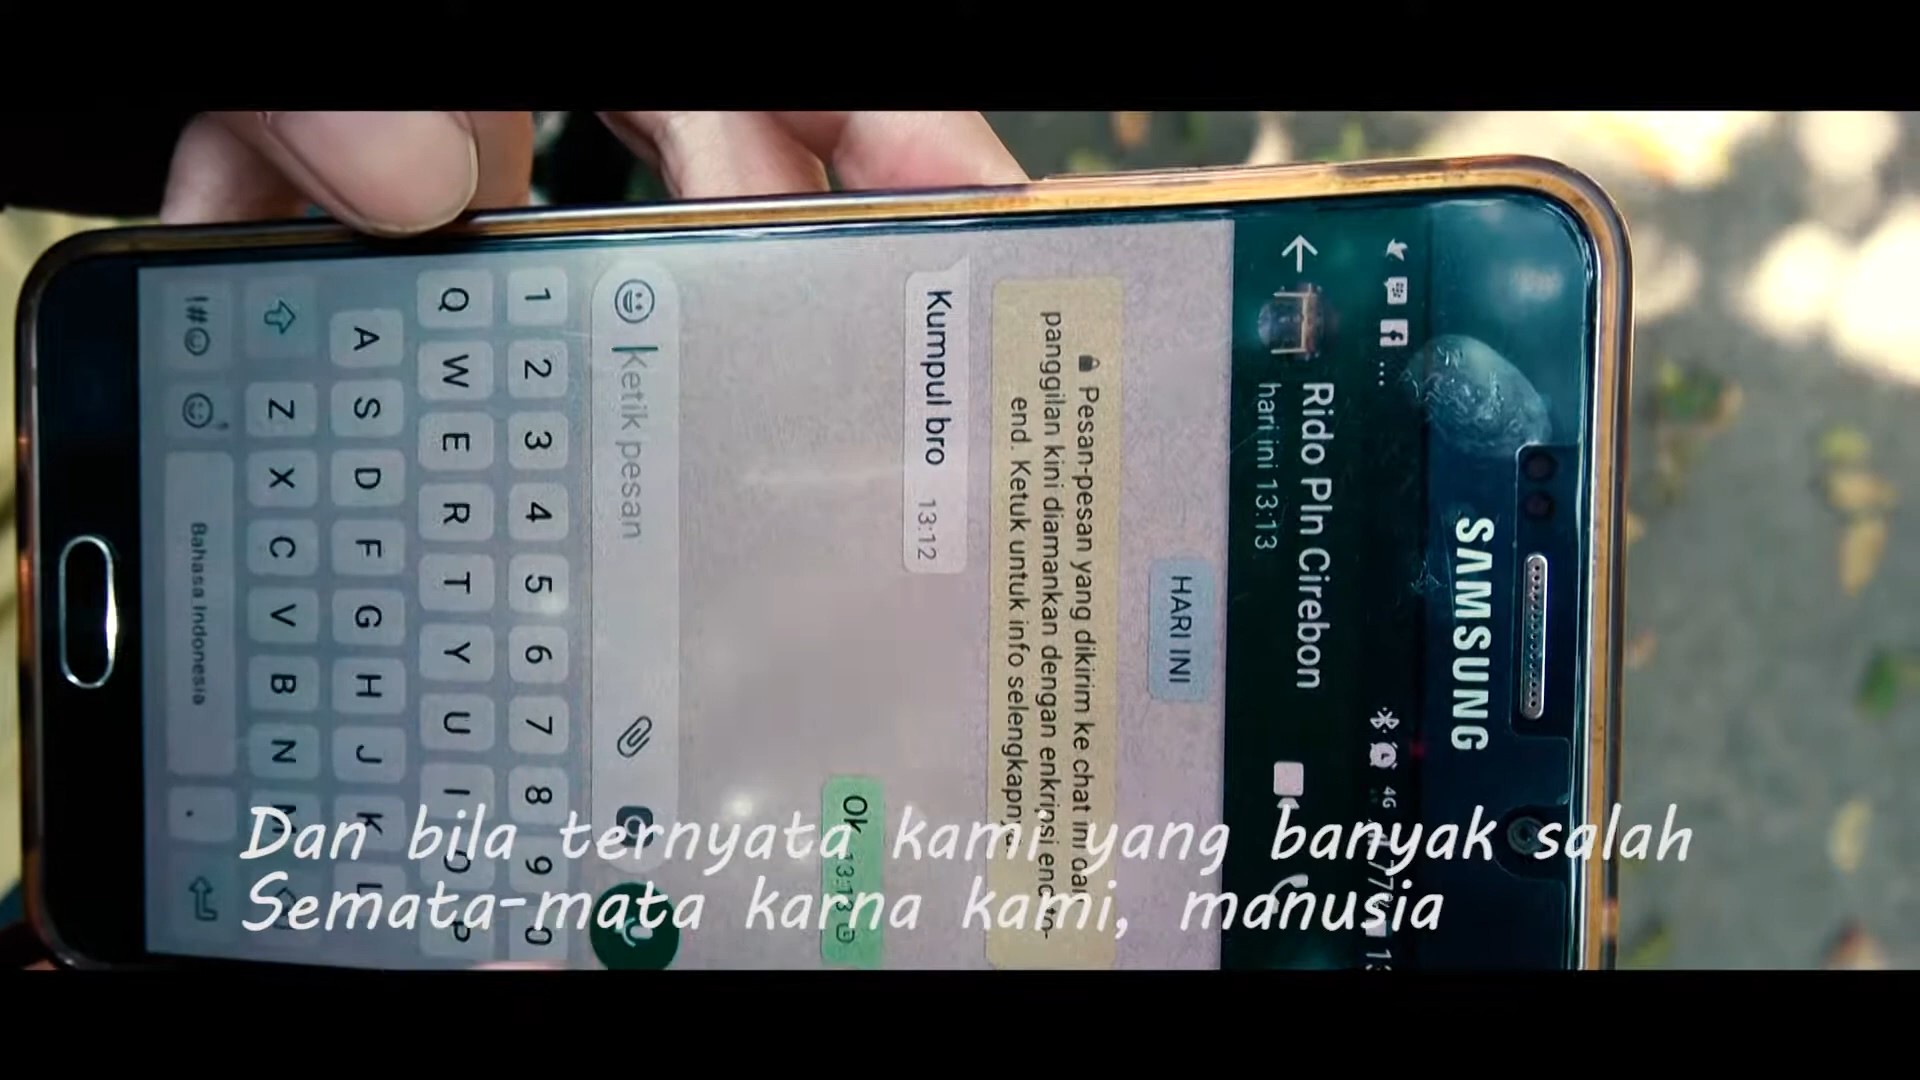 SAMSUNG
4G
Rido Pln Cirebon
hari ini 13:13
HARI INI
Pesan-pesan yang dikirim ke chat ini dan
panggilan kini diamankan dengan enkripsi end-to-
end. Ketuk untuk info selengkapnya.
Kumpul bro 13:12
Ok 13:13
Ketik pesan
1 2 3 4 5 6 7 8 9 0
Q W E R T Y U I O P
A S D F G H J K L
Z X C V B N M
!#☺ Bahasa Indonesia .
Dan bila ternyata kami yang banyak salah
Semata-mata karna kami, manusia